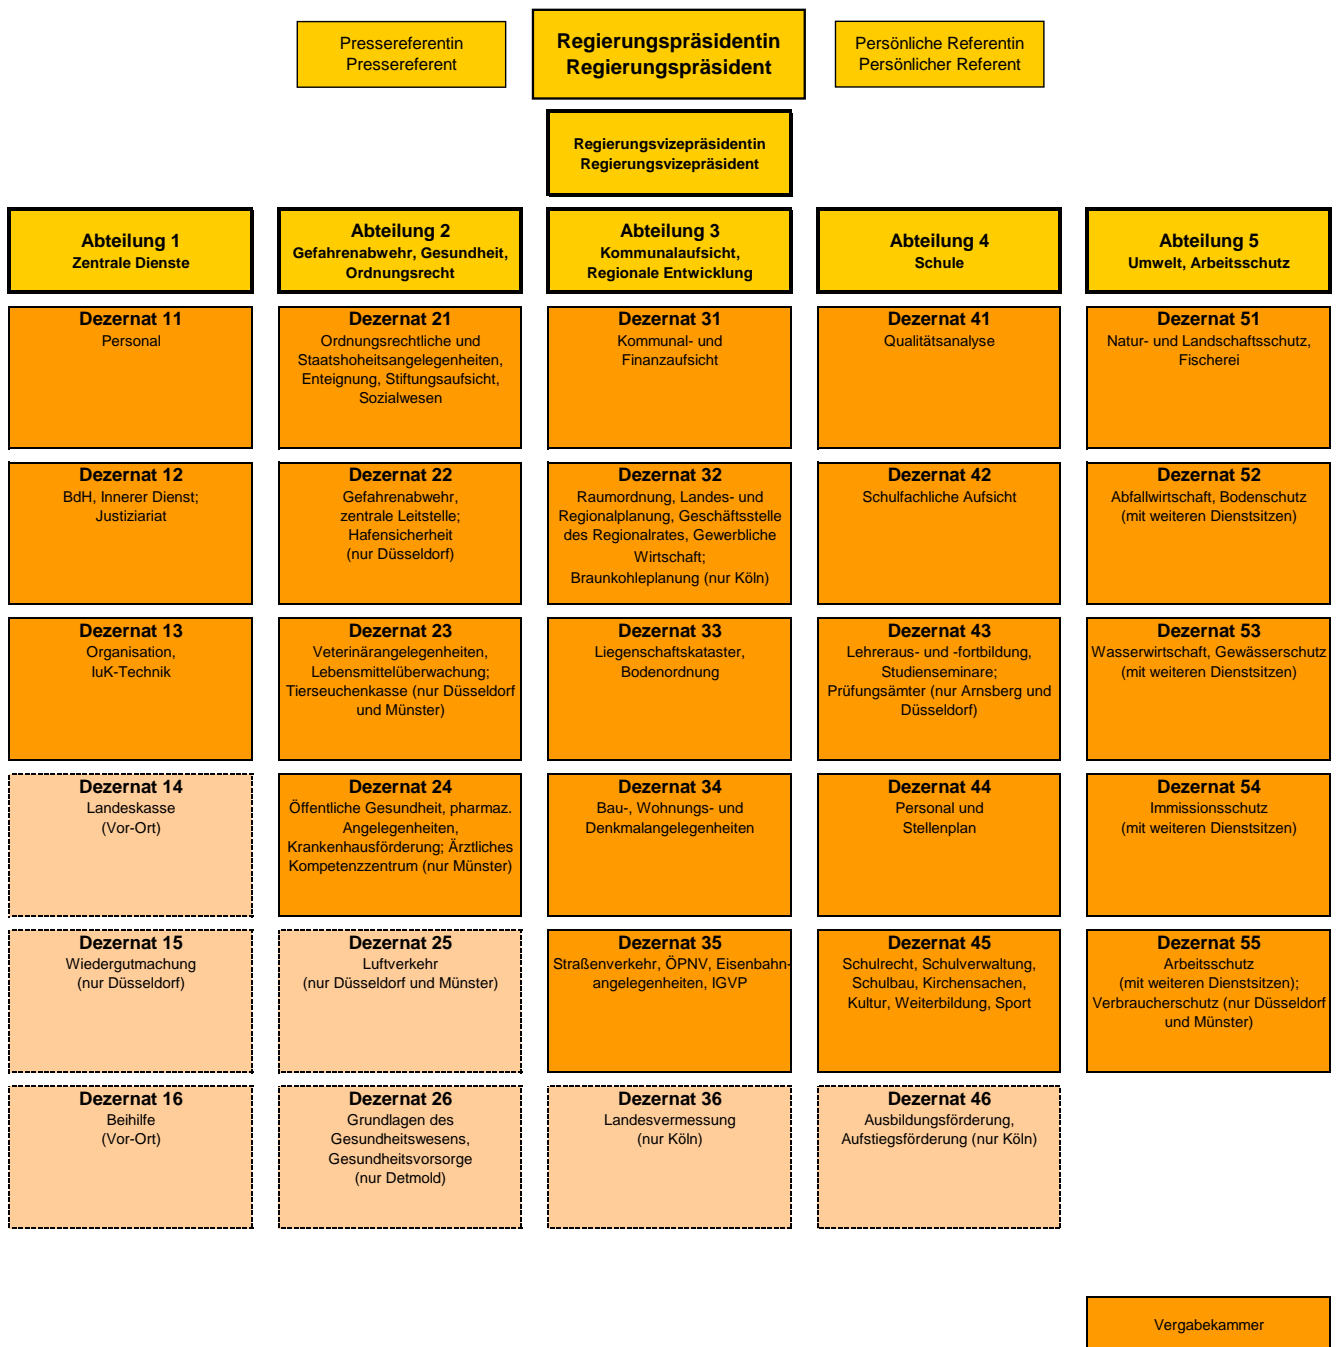 Pressereferentin
Pressereferent
Regierungspräsidentin
Regierungspräsident
Persönliche Referentin
Persönlicher Referent
Regierungsvizepräsidentin
Regierungsvizepräsident
Abteilung 1
Zentrale Dienste
Abteilung 2
Gefahrenabwehr, Gesundheit,
Ordnungsrecht
Abteilung 3
Kommunalaufsicht,
Regionale Entwicklung
Abteilung 4
Schule
Abteilung 5
Umwelt, Arbeitsschutz
Dezernat 11
Personal
Dezernat 21
Ordnungsrechtliche und
Staatshoheitsangelegenheiten,
Enteignung, Stiftungsaufsicht,
Sozialwesen
Dezernat 31
Kommunal- und
Finanzaufsicht
Dezernat 41
Qualitätsanalyse
Dezernat 51
Natur- und Landschaftsschutz,
Fischerei
Dezernat 12
BdH, Innerer Dienst;
Justiziariat
Dezernat 22
Gefahrenabwehr,
zentrale Leitstelle;
Hafensicherheit
(nur Düsseldorf)
Dezernat 32
Raumordnung, Landes- und
Regionalplanung, Geschäftsstelle
des Regionalrates, Gewerbliche
Wirtschaft;
Braunkohleplanung (nur Köln)
Dezernat 42
Schulfachliche Aufsicht
Dezernat 52
Abfallwirtschaft, Bodenschutz
(mit weiteren Dienstsitzen)
Dezernat 13
Organisation,
IuK-Technik
Dezernat 23
Veterinärangelegenheiten,
Lebensmittelüberwachung;
Tierseuchenkasse (nur Düsseldorf
und Münster)
Dezernat 33
Liegenschaftskataster,
Bodenordnung
Dezernat 43
Lehreraus- und -fortbildung,
Studienseminare;
Prüfungsämter (nur Arnsberg und
Düsseldorf)
Dezernat 53
Wasserwirtschaft, Gewässerschutz
(mit weiteren Dienstsitzen)
Dezernat 14
Landeskasse
(Vor-Ort)
Dezernat 24
Öffentliche Gesundheit, pharmaz.
Angelegenheiten,
Krankenhausförderung; Ärztliches
Kompetenzzentrum (nur Münster)
Dezernat 34
Bau-, Wohnungs- und
Denkmalangelegenheiten
Dezernat 44
Personal und
Stellenplan
Dezernat 54
Immissionsschutz
(mit weiteren Dienstsitzen)
Dezernat 15
Wiedergutmachung
(nur Düsseldorf)
Dezernat 25
Luftverkehr
(nur Düsseldorf und Münster)
Dezernat 35
Straßenverkehr, ÖPNV, Eisenbahn-
angelegenheiten, IGVP
Dezernat 45
Schulrecht, Schulverwaltung,
Schulbau, Kirchensachen,
Kultur, Weiterbildung, Sport
Dezernat 55
Arbeitsschutz
(mit weiteren Dienstsitzen);
Verbraucherschutz (nur Düsseldorf
und Münster)
Dezernat 16
Beihilfe
(Vor-Ort)
Dezernat 26
Grundlagen des
Gesundheitswesens,
Gesundheitsvorsorge
(nur Detmold)
Dezernat 36
Landesvermessung
(nur Köln)
Dezernat 46
Ausbildungsförderung,
Aufstiegsförderung (nur Köln)
Vergabekammer